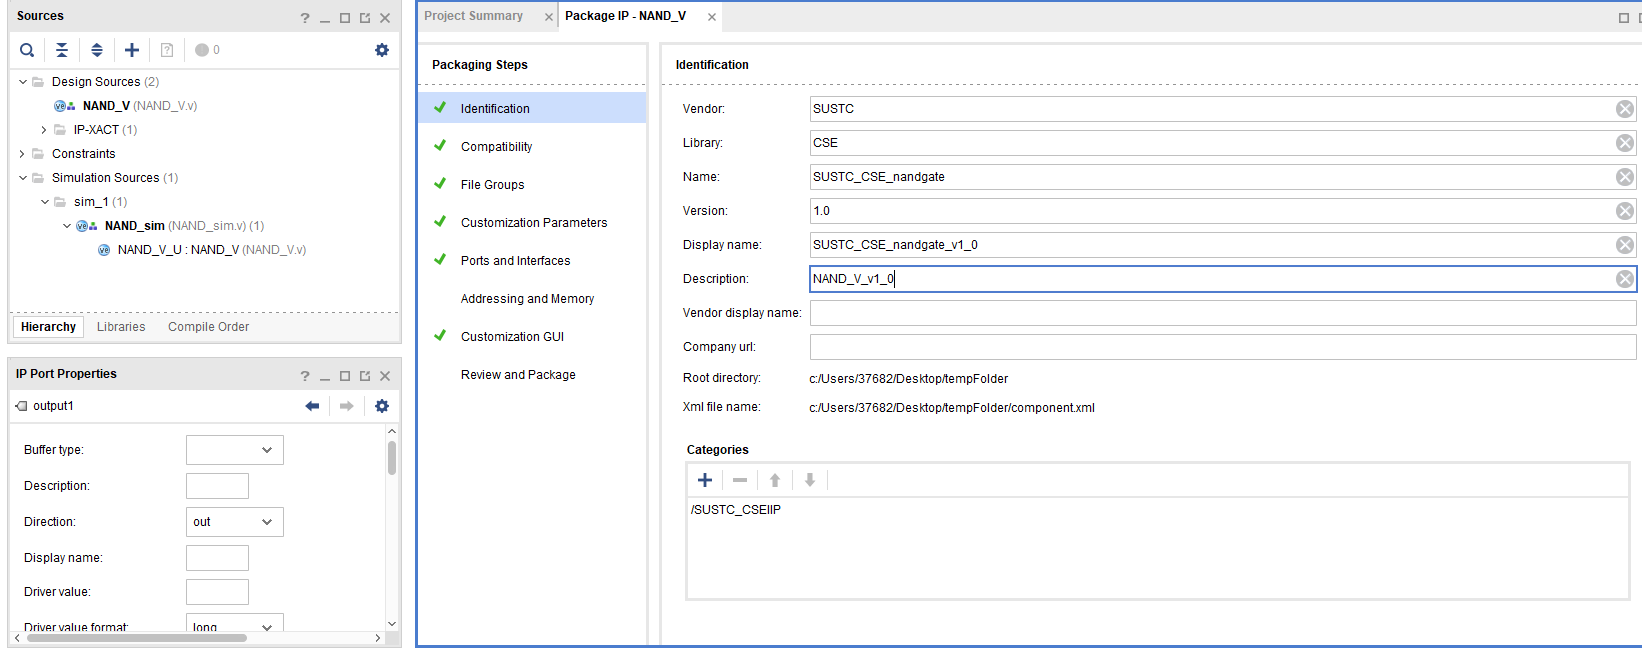 Sources
? _
0
Design Sources (2)
NAND_V (NAND_V.v)
IP-XACT (1)
Constraints
Simulation Sources (1)
sim_1 (1)
NAND_sim (NAND_sim.v) (1)
NAND_V_U : NAND_V (NAND_V.v)
Hierarchy Libraries Compile Order
IP Port Properties
output1
Buffer type:
Description:
Direction: out
Display name:
Driver value:
Driver value format: long
Project Summary
Package IP - NAND_V
Packaging Steps
Identification
Compatibility
File Groups
Customization Parameters
Ports and Interfaces
Addressing and Memory
Customization GUI
Review and Package
Identification
Vendor: SUSTC
Library: CSE
Name: SUSTC_CSE_nandgate
Version: 1.0
Display name: SUSTC_CSE_nandgate_v1_0
Description: NAND_V_v1_0
Vendor display name:
Company url:
Root directory: c:/Users/37682/Desktop/tempFolder
Xml file name: c:/Users/37682/Desktop/tempFolder/component.xml
Categories
/SUSTC_CSEIIP